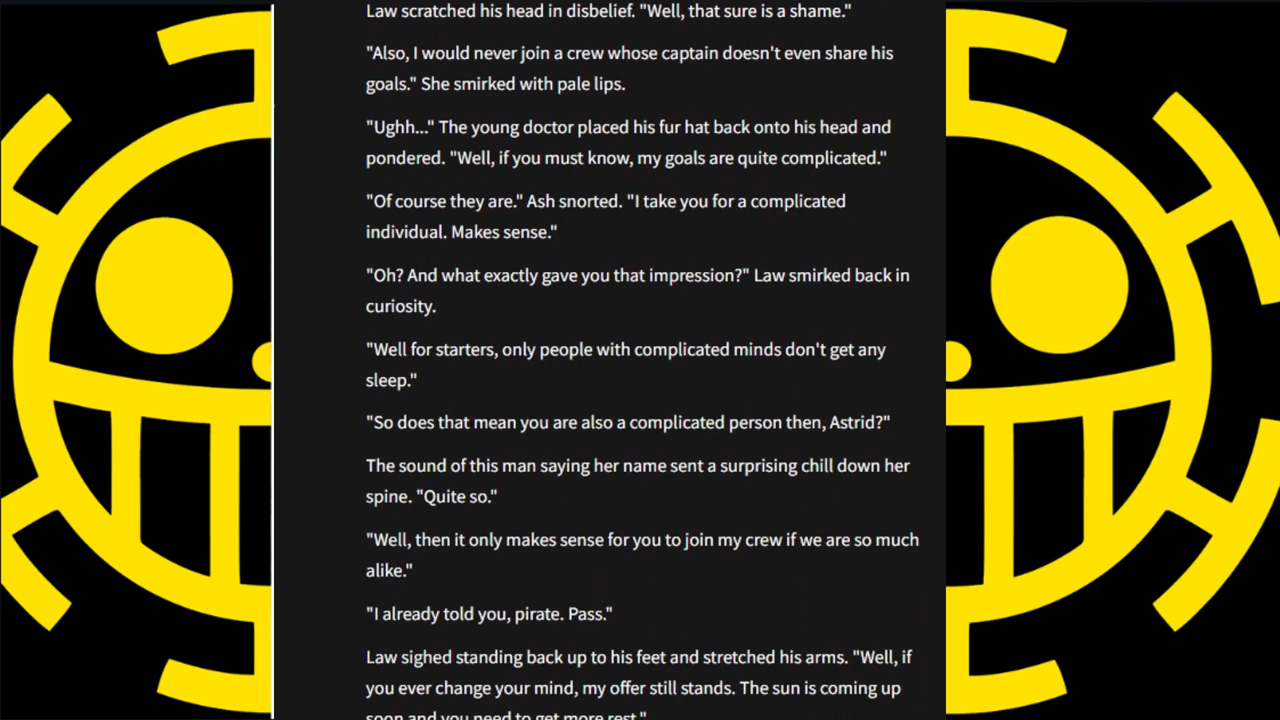 Law scratched his head in disbelief. "Well, that sure is a shame."
"Also, I would never join a crew whose captain doesn't even share his
goals." She smirked with pale lips.
"Ughh..." The young doctor placed his fur hat back onto his head and
pondered. "Well, if you must know, my goals are quite complicated."
"Of course they are." Ash snorted. "I take you for a complicated
individual. Makes sense."
"Oh? And what exactly gave you that impression?" Law smirked back in
curiosity.
"Well for starters, only people with complicated minds don't get any
sleep."
"So does that mean you are also a complicated person then, Astrid?"
The sound of this man saying her name sent a surprising chill down her
spine. "Quite so."
"Well, then it only makes sense for you to join my crew if we are so much
alike."
"I already told you, pirate. Pass."
Law sighed standing back up to his feet and stretched his arms. "Well, if
you ever change your mind, my offer still stands. The sun is coming up
soon and you need to get more rest."